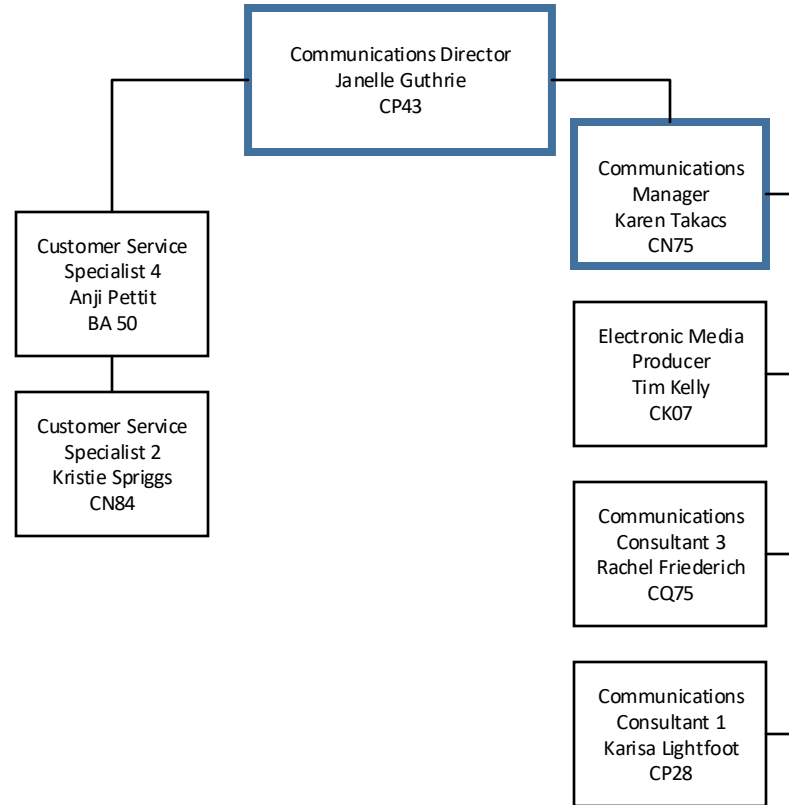 Communications Director
Janelle Guthrie
CP43
Communications
Manager
Karen Takacs
CN75
Customer Service
Specialist 4
Anji Pettit
BA 50
Customer Service
Specialist 2
Kristie Spriggs
CN84
Electronic Media
Producer
Tim Kelly
CK07
Communications
Consultant 3
Rachel Friederich
CQ75
Communications
Consultant 1
Karisa Lightfoot
CP28